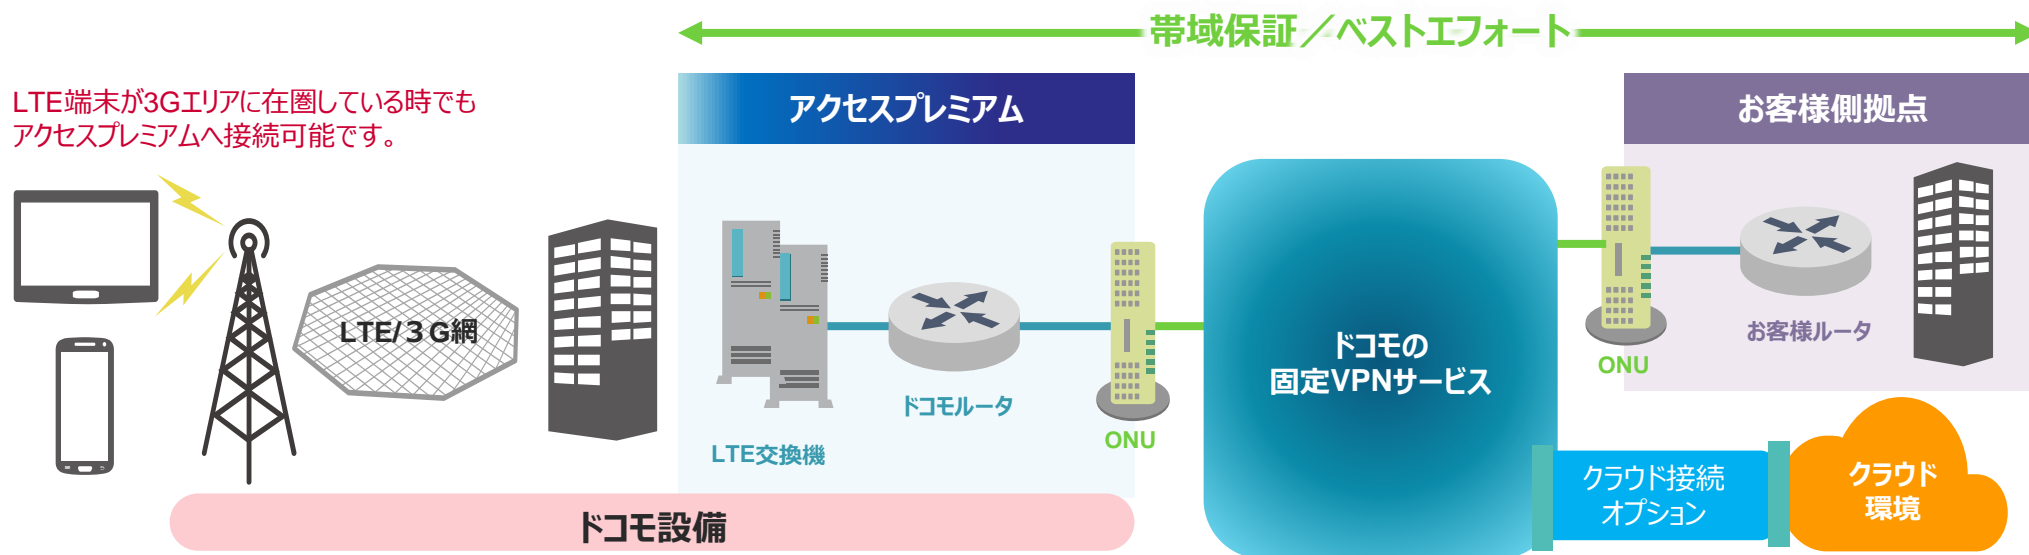 帯域保証／ベストエフォート
LTE端末が3Gエリアに在圏している時でも
アクセスプレミアムへ接続可能です。
アクセスプレミアム
お客様側拠点
LTE/３G網
ドコモの
固定VPNサービス
お客様ルータ
ONU
ドコモルータ
ONU
LTE交換機
クラウド接続
オプション
クラウド
環境
ドコモ設備